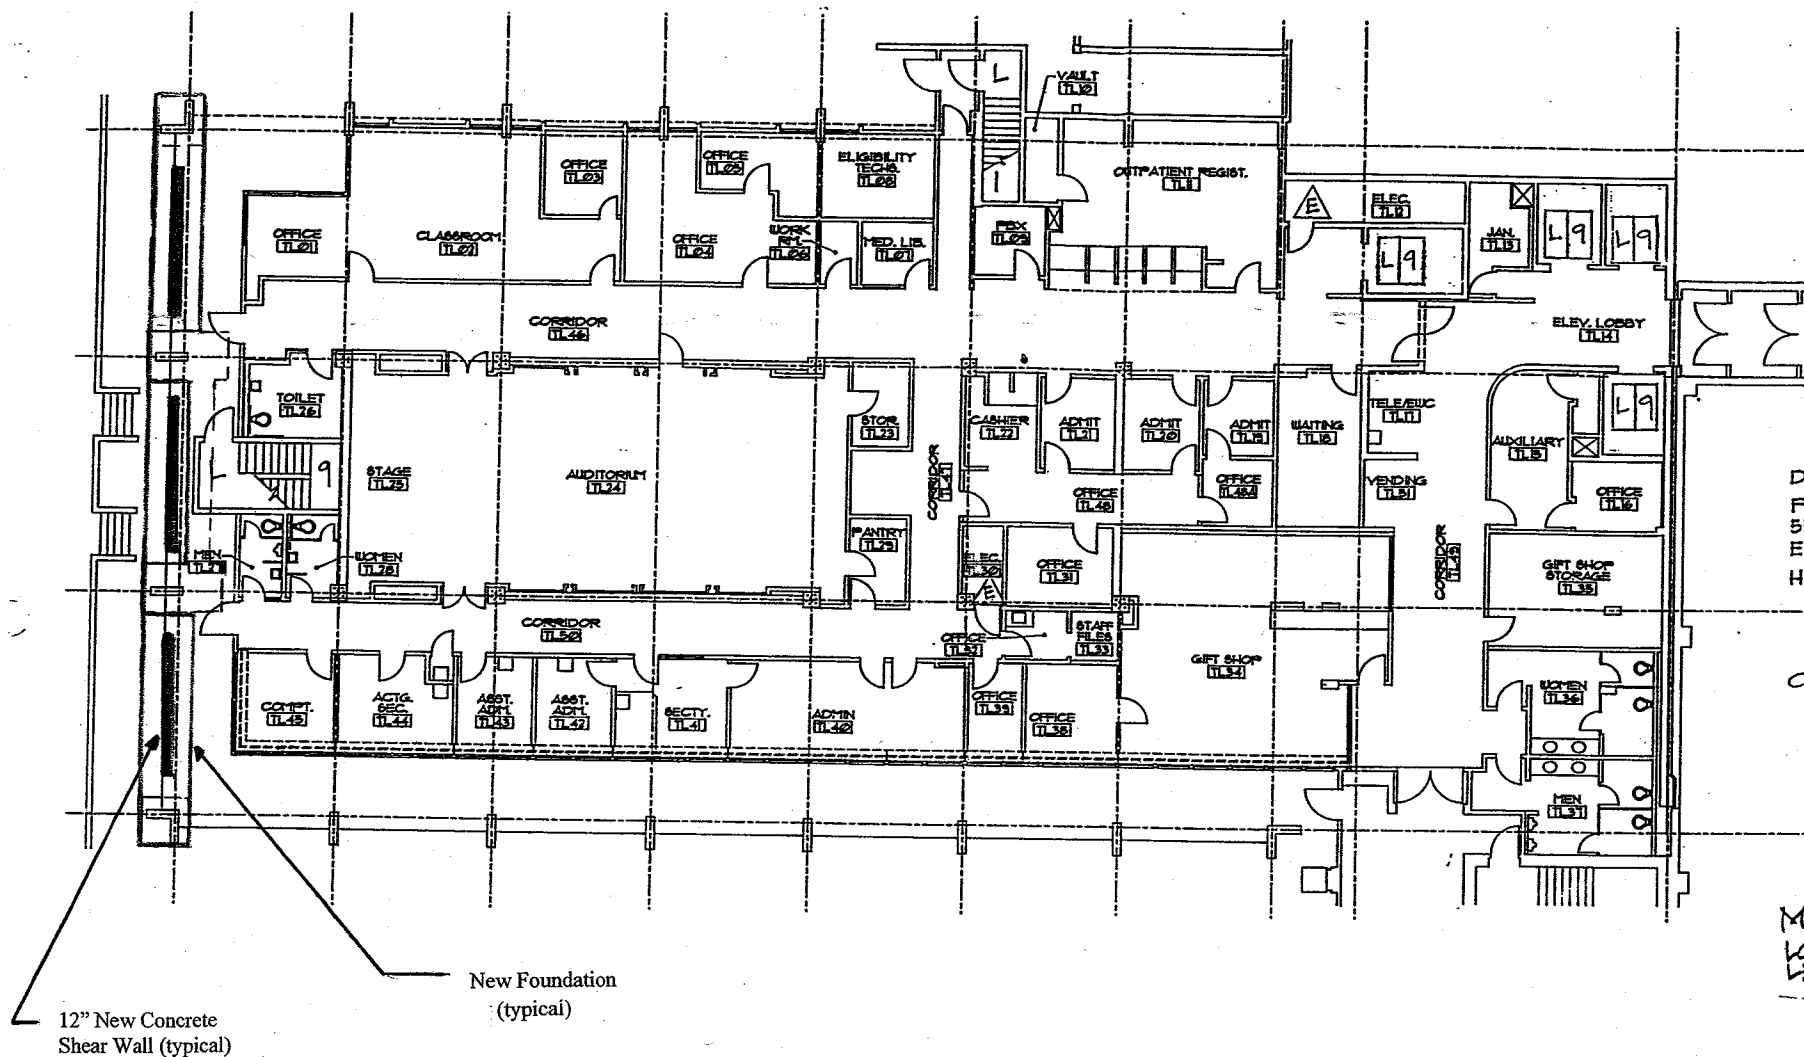 VAULT
TL10
OFFICE
TL03
OFFICE
TL05
ELIGIBILITY
TECHS.
TL08
OUTPATIENT REGIST.
TL11
E
ELEC.
TL12
JAN.
TL13
L 9
L 9
L 9
OFFICE
TL01
CLASSROOM
TL02
OFFICE
TL04
WORK
RM.
TL06
MED. LIB.
TL07
PBX
TL09
CORRIDOR
TL46
ELEV. LOBBY
TL14
TOILET
TL26
STOR.
TL23
CASHIER
TL22
ADMIT
TL21
ADMIT
TL20
ADMIT
TL19
WAITING
TL18
TELE/EWC
TL17
L 9
AUXILIARY
TL15
STAGE
TL25
9
AUDITORIUM
TL24
CORRIDOR
TL47
OFFICE
TL48
OFFICE
TL48A
VENDING
TL51
OFFICE
TL16
MEN
TL27
WOMEN
TL28
PANTRY
TL29
ELEC.
TL30
E
OFFICE
TL31
CORRIDOR
TL49
GIFT SHOP
STORAGE
TL35
CORRIDOR
TL50
OFFICE
TL32
STAFF
FILES
TL33
GIFT SHOP
TL34
COMPT.
TL45
ACTG.
SEC.
TL44
ASST.
ADM.
TL43
ASST.
ADM.
TL42
SECTY.
TL41
ADMIN
TL40
OFFICE
TL39
OFFICE
TL38
WOMEN
TL36
MEN
TL37
New Foundation
(typical)
12" New Concrete
Shear Wall (typical)